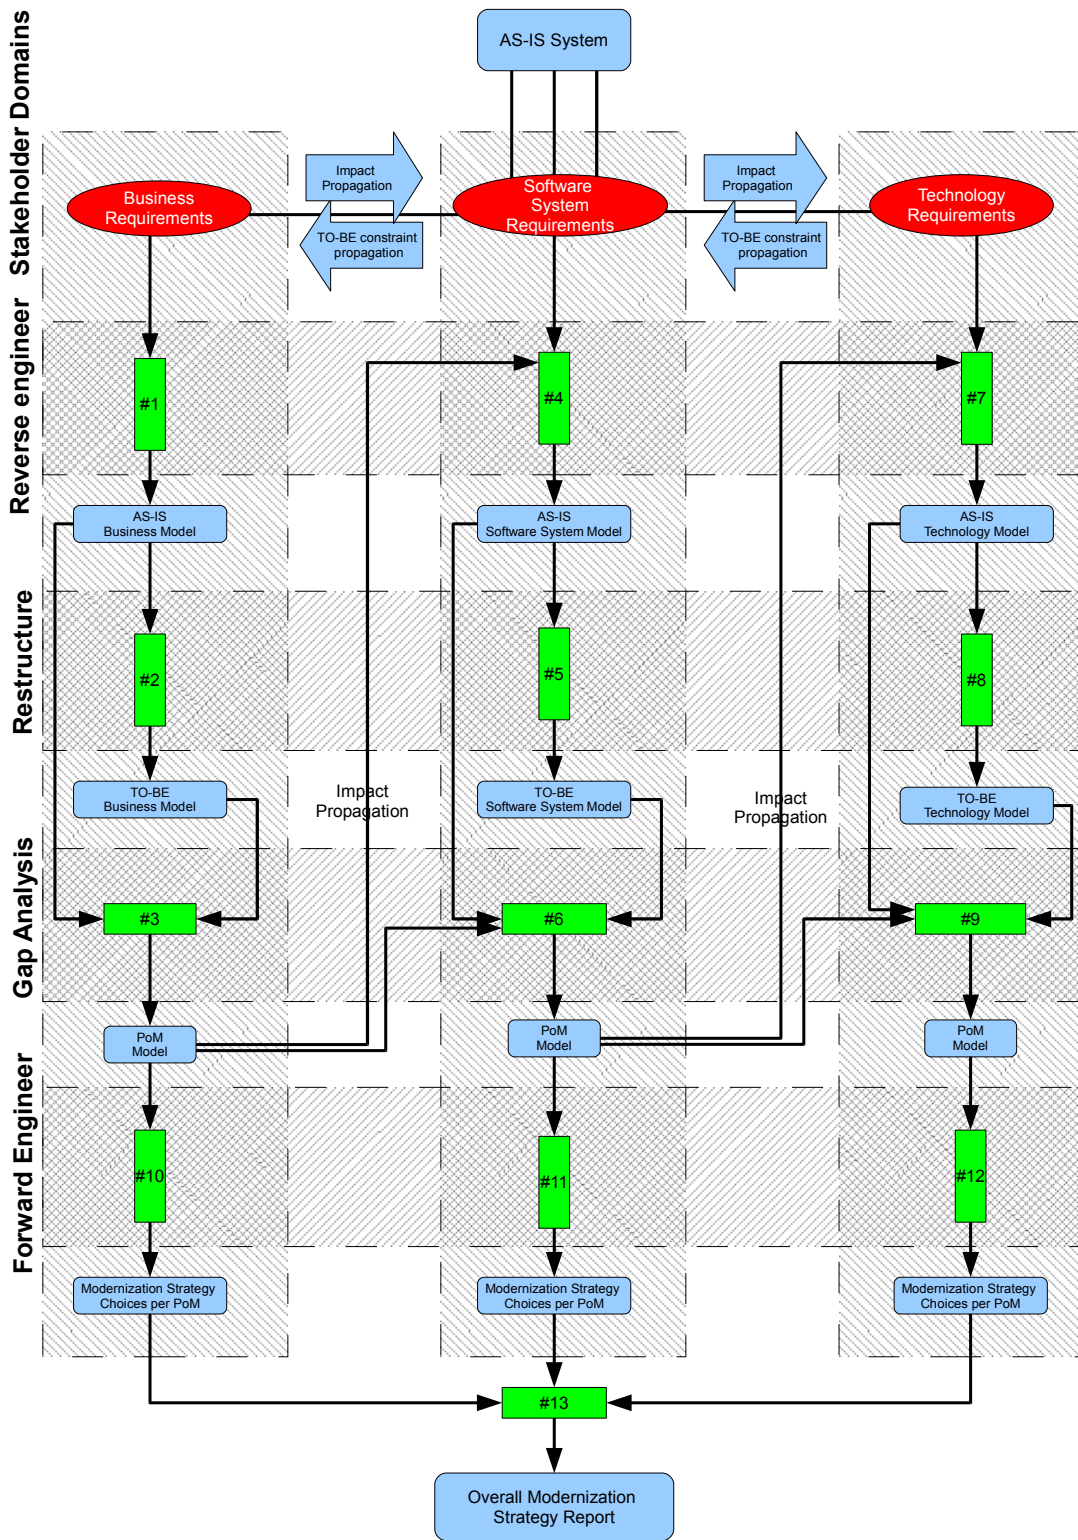 AS-IS System
Stakeholder Domains
Impact
Propagation
Impact
Propagation
Business
Requirements
Software
System
Requirements
Technology
Requirements
TO-BE constraint
propagation
TO-BE constraint
propagation
Reverse engineer
#1
#4
#7
AS-IS
Business Model
AS-IS
Software System Model
AS-IS
Technology Model
Restructure
#2
#5
#8
TO-BE
Business Model
Impact
Propagation
TO-BE
Software System Model
Impact
Propagation
TO-BE
Technology Model
Gap Analysis
#3
#6
#9
PoM
Model
PoM
Model
PoM
Model
Forward Engineer
#10
#11
#12
Modernization Strategy
Choices per PoM
Modernization Strategy
Choices per PoM
Modernization Strategy
Choices per PoM
#13
Overall Modernization
Strategy Report